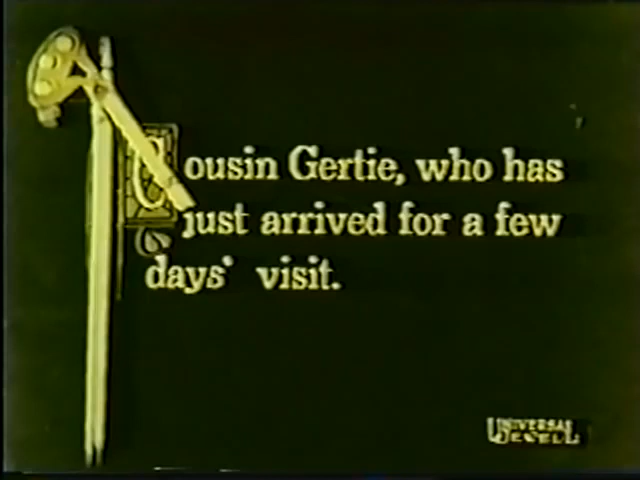 Cousin Gertie, who has
just arrived for a few
days' visit.
UNIVERSAL
JEWEL